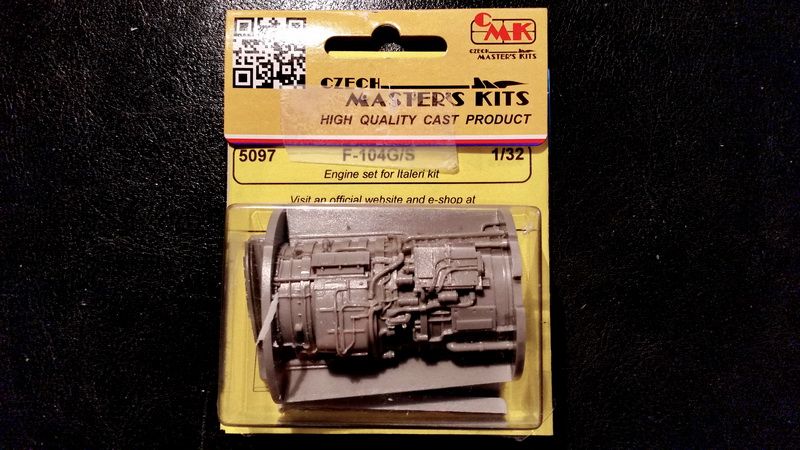 CMK
CZECH
MASTER'S KITS
CZECH
MASTER'S KITS
HIGH QUALITY CAST PRODUCT
5097 F-104G/S 1/32
Engine set for Italeri kit
Visit an official website and e-shop at